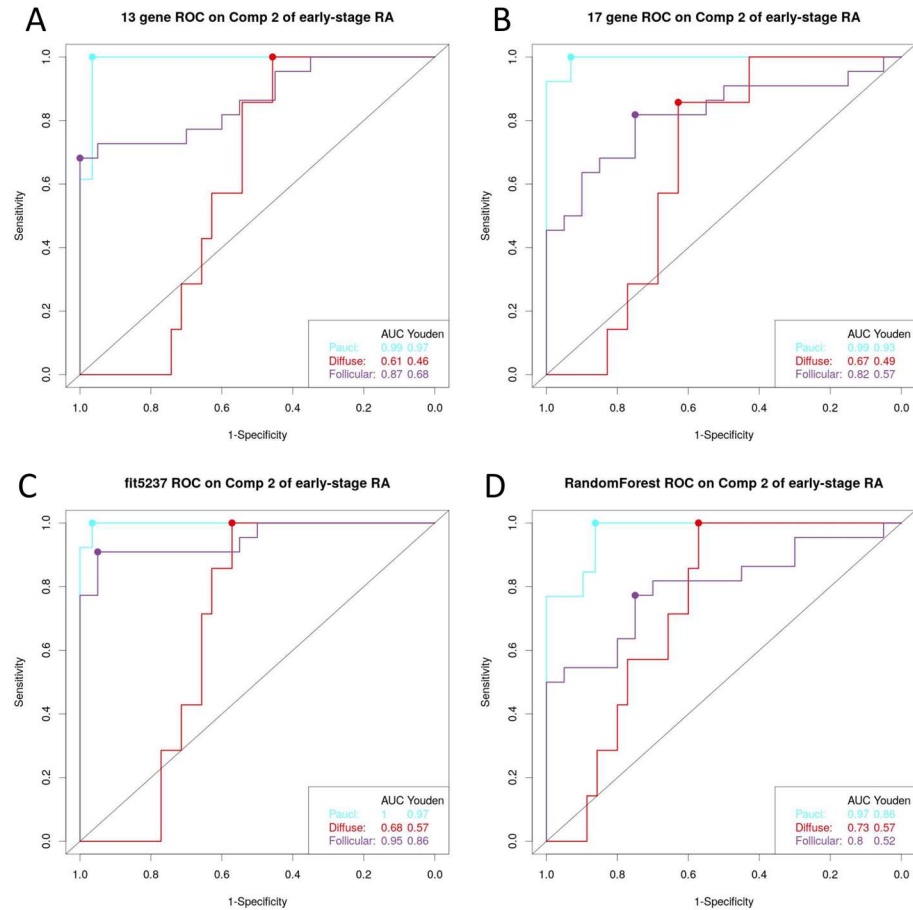 A
13 gene ROC on Comp 2 of early-stage RA
Sensitivity
1.0
0.8
0.6
0.4
0.2
0.0
AUC Youden
Pauci: 0.99 0.97
Diffuse: 0.61 0.46
Follicular: 0.87 0.68
1.0 0.8 0.6 0.4 0.2 0.0
1-Specificity
B
17 gene ROC on Comp 2 of early-stage RA
Sensitivity
1.0
0.8
0.6
0.4
0.2
0.0
AUC Youden
Pauci: 0.99 0.93
Diffuse: 0.67 0.49
Follicular: 0.82 0.57
1.0 0.8 0.6 0.4 0.2 0.0
1-Specificity
C
fit5237 ROC on Comp 2 of early-stage RA
Sensitivity
1.0
0.8
0.6
0.4
0.2
0.0
AUC Youden
Pauci: 1 0.97
Diffuse: 0.68 0.57
Follicular: 0.95 0.86
1.0 0.8 0.6 0.4 0.2 0.0
1-Specificity
D
RandomForest ROC on Comp 2 of early-stage RA
Sensitivity
1.0
0.8
0.6
0.4
0.2
0.0
AUC Youden
Pauci: 0.97 0.86
Diffuse: 0.73 0.57
Follicular: 0.8 0.52
1.0 0.8 0.6 0.4 0.2 0.0
1-Specificity